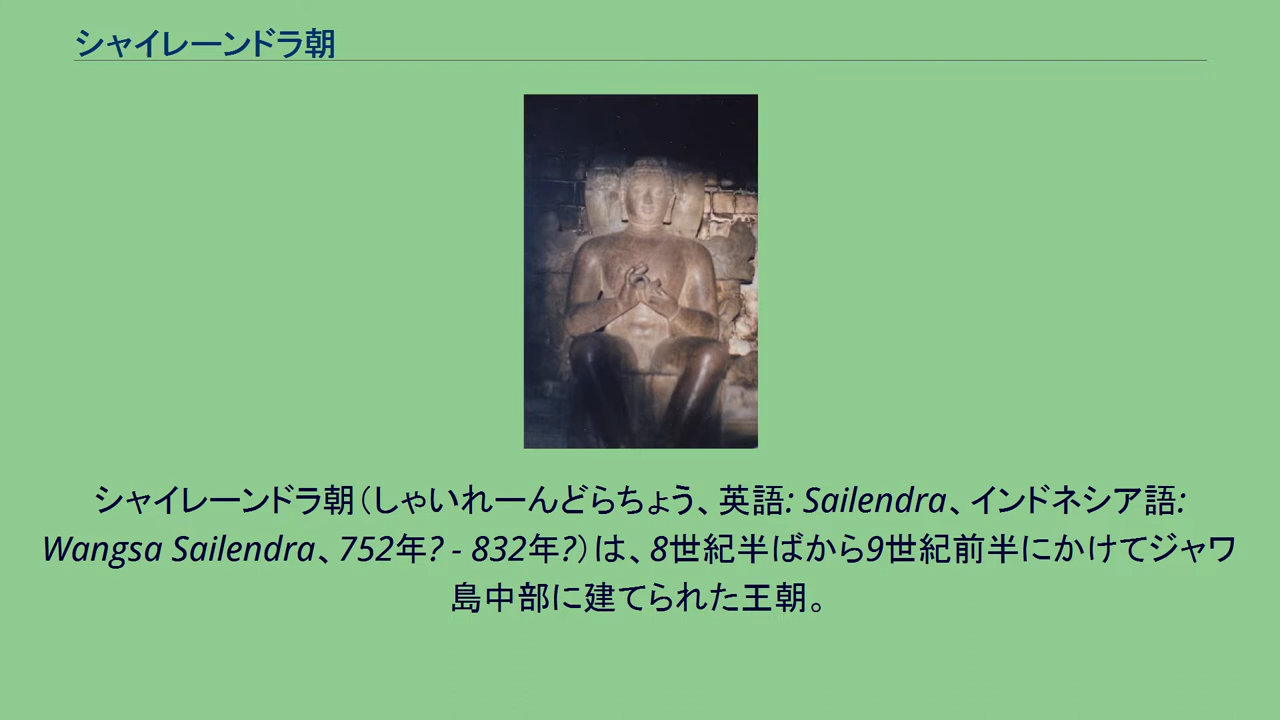 シャイレーンドラ朝
シャイレーンドラ朝（しゃいれーんどらちょう、英語: Sailendra、インドネシア語:
Wangsa Sailendra、752年? - 832年?）は、8世紀半ばから9世紀前半にかけてジャワ
島中部に建てられた王朝。